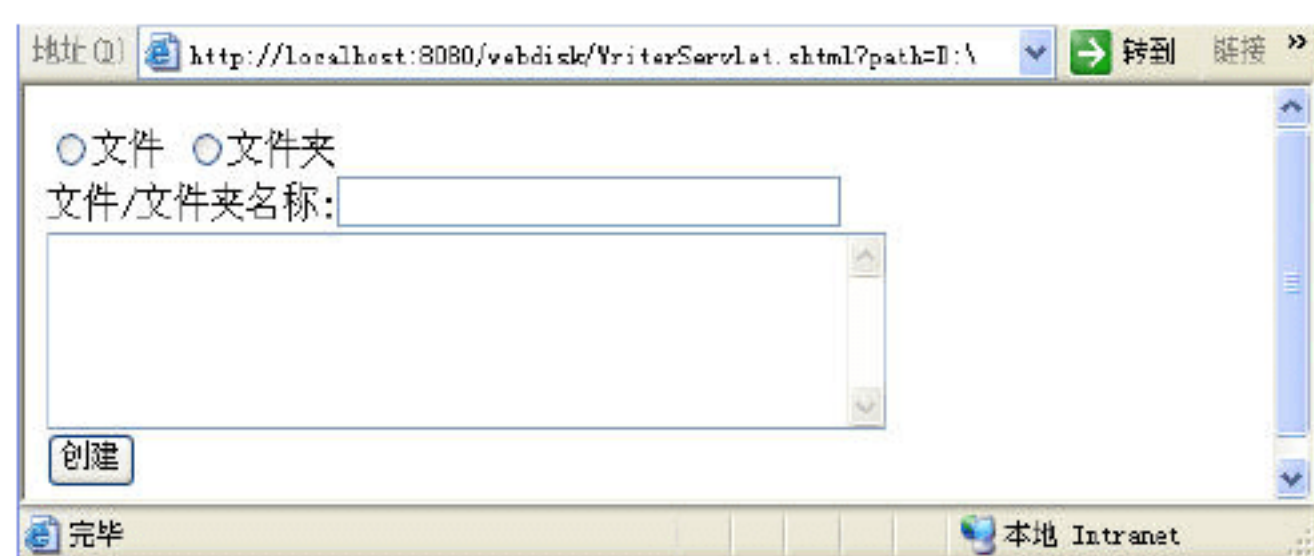 地址(D) http://localhost:8080/webdisk/WriterServlet.shtml?path=D:\ 转到 链接 »
文件 文件夹
文件/文件夹名称:
创建
完毕 本地 Intranet